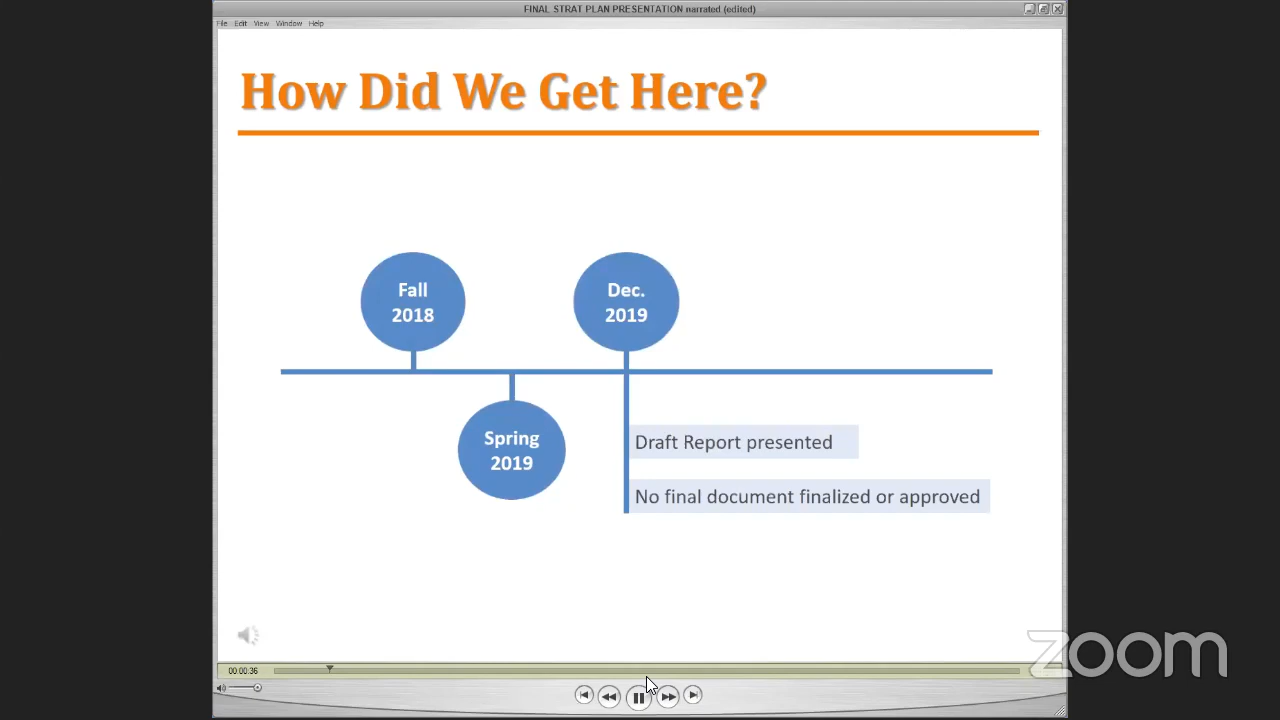 FINAL STRAT PLAN PRESENTATION narrated (edited)
File Edit View Window Help
How Did We Get Here?
Fall
2018
Dec.
2019
Spring
2019
Draft Report presented
No final document finalized or approved
00:00:36
zoom